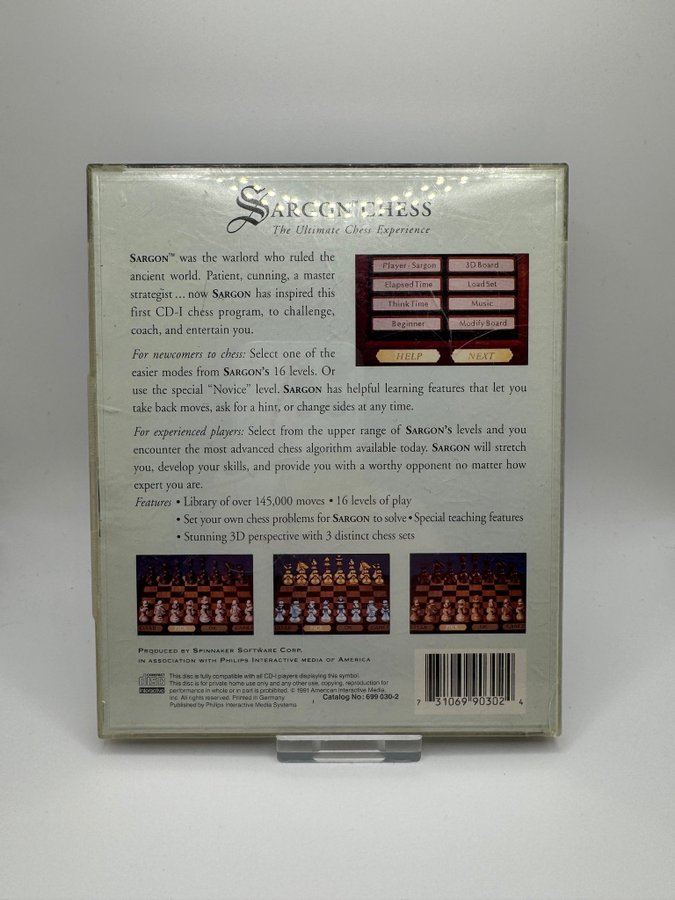 SARGON™ CHESS
The Ultimate Chess Experience
SARGON™ was the warlord who ruled the
ancient world. Patient, cunning, a master
strategist ... now SARGON has inspired this
first CD-I chess program, to challenge,
coach, and entertain you.
Player - Sargon
3D Board
Elapsed Time
Load Set
Think Time
Music
Beginner
Modify Board
HELP
NEXT
For newcomers to chess: Select one of the
easier modes from SARGON'S 16 levels. Or
use the special "Novice" level. SARGON has helpful learning features that let you
take back moves, ask for a hint, or change sides at any time.
For experienced players: Select from the upper range of SARGON'S levels and you
encounter the most advanced chess algorithm available today. SARGON will stretch
you, develop your skills, and provide you with a worthy opponent no matter how
expert you are.
Features • Library of over 145,000 moves • 16 levels of play
• Set your own chess problems for SARGON to solve • Special teaching features
• Stunning 3D perspective with 3 distinct chess sets
PRODUCED BY SPINNAKER SOFTWARE CORP.
IN ASSOCIATION WITH PHILIPS INTERACTIVE MEDIA OF AMERICA
COMPACT
disc
Interactive
This disc is fully compatible with all CD-I players displaying this symbol.
This disc is for private home use only and any other use, copying, reproduction for
performance in whole or in part is prohibited. © 1991 American Interactive Media,
Inc. All rights reserved. Printed in Germany.
Published by Philips Interactive Media Systems
Catalog No: 699 030-2
7 31069 90302 4